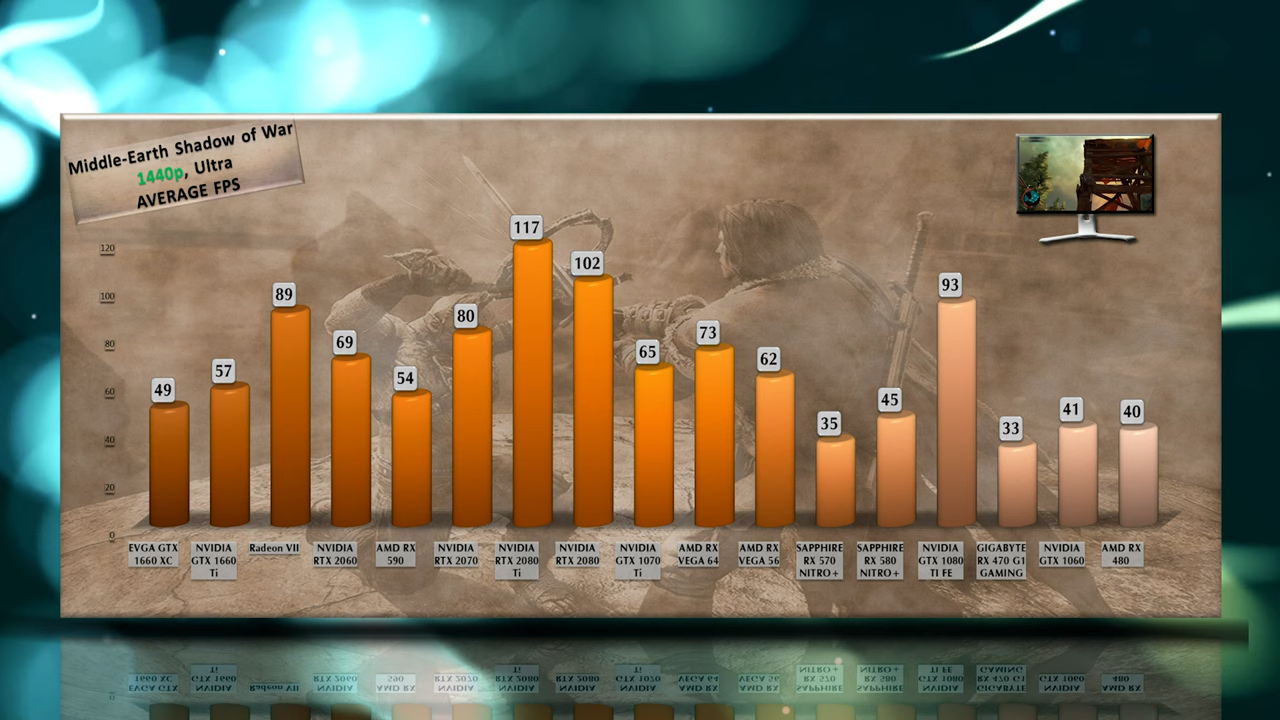 Middle-Earth Shadow of War
1440p, Ultra
AVERAGE FPS
120
100
80
60
40
20
0
49
57
89
69
54
80
117
102
65
73
62
35
45
93
33
41
40
EVGA GTX
1660 XC
NVIDIA
GTX 1660
Ti
Radeon VII
NVIDIA
RTX 2060
AMD RX
590
NVIDIA
RTX 2070
NVIDIA
RTX 2080
Ti
NVIDIA
RTX 2080
NVIDIA
GTX 1070
Ti
AMD RX
VEGA 64
AMD RX
VEGA 56
SAPPHIRE
RX 570
NITRO+
SAPPHIRE
RX 580
NITRO+
NVIDIA
GTX 1080
TI FE
GIGABYTE
RX 470 G1
GAMING
NVIDIA
GTX 1060
AMD RX
480